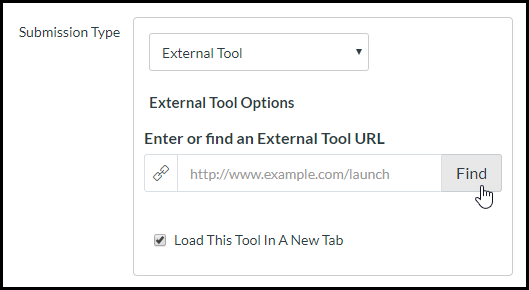 Submission Type
External Tool
External Tool Options
Enter or find an External Tool URL
http://www.example.com/launch
Find
Load This Tool In A New Tab